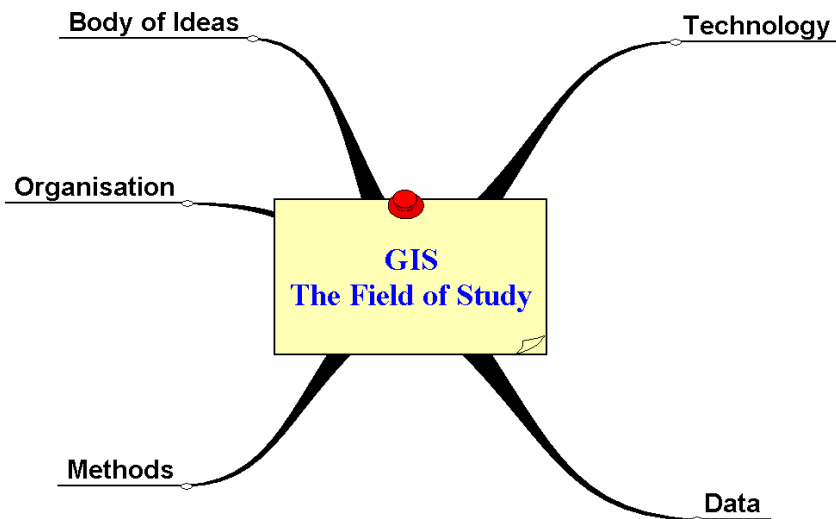 Body of Ideas
Technology
Organisation
GIS
The Field of Study
Methods
Data